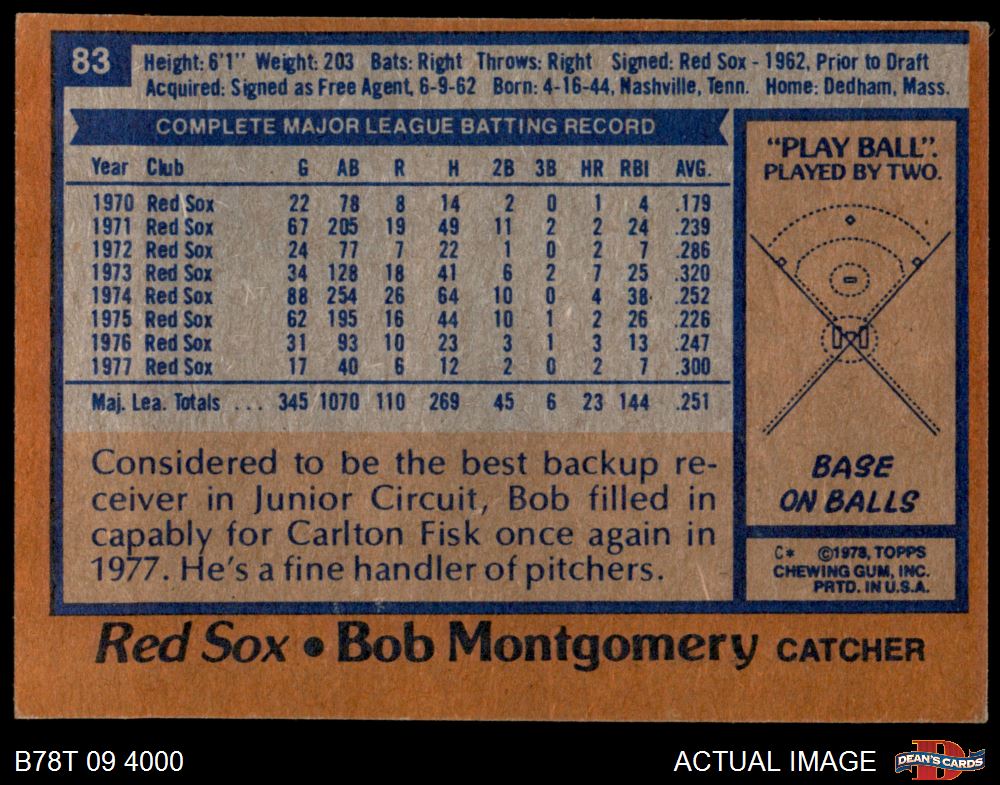 83
Height: 6'1" Weight: 203 Bats: Right Throws: Right Signed: Red Sox - 1962, Prior to Draft
Acquired: Signed as Free Agent, 6-9-62 Born: 4-16-44, Nashville, Tenn. Home: Dedham, Mass.
COMPLETE MAJOR LEAGUE BATTING RECORD
Year Club G AB R H 2B 3B HR RBI AVG.
1970 Red Sox 22 78 8 14 2 0 1 4 .179
1971 Red Sox 67 205 19 49 11 2 2 24 .239
1972 Red Sox 24 77 7 22 1 0 2 7 .286
1973 Red Sox 34 128 18 41 6 2 7 25 .320
1974 Red Sox 88 254 26 64 10 0 4 38 .252
1975 Red Sox 62 195 16 44 10 1 2 26 .226
1976 Red Sox 31 93 10 23 3 1 3 13 .247
1977 Red Sox 17 40 6 12 2 0 2 7 .300
Maj. Lea. Totals ... 345 1070 110 269 45 6 23 144 .251
Considered to be the best backup re-
ceiver in Junior Circuit, Bob filled in
capably for Carlton Fisk once again in
1977. He's a fine handler of pitchers.
"PLAY BALL".
PLAYED BY TWO.
BASE
ON BALLS
C* ©1978, TOPPS
CHEWING GUM, INC.
PRTD. IN U.S.A.
Red Sox • Bob Montgomery CATCHER
B78T 09 4000
ACTUAL IMAGE
D
DEAN'S CARDS